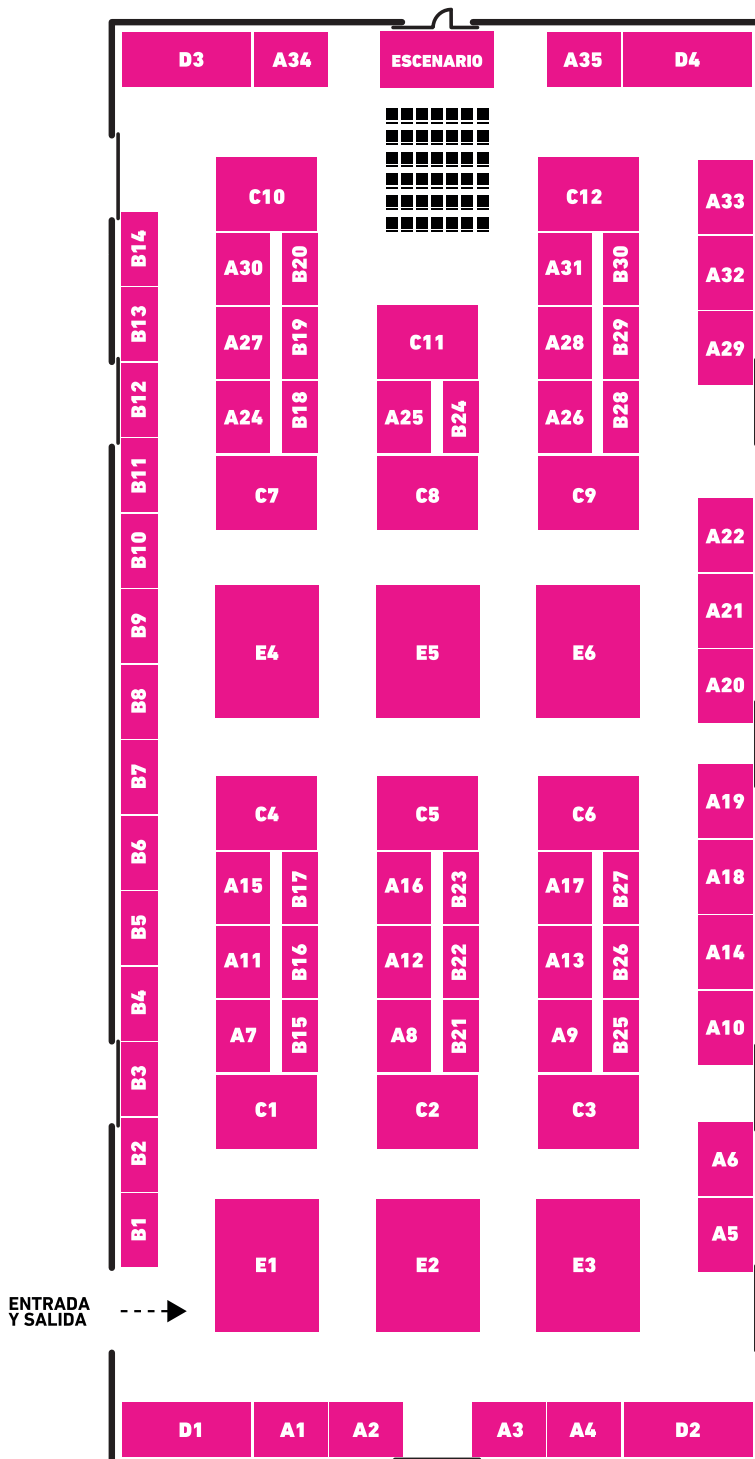 D3 A34 ESCENARIO A35 D4
C10 C12 A33
B14 A30 B20 A31 B30 A32
B13 A27 B19 C11 A28 B29 A29
B12 A24 B18 A25 B24 A26 B28
B11 C7 C8 C9
B10 A22
B9 A21
E4 E5 E6
B8 A20
B7 A19
B6 C4 C5 C6
A15 B17 A16 B23 A17 B27 A18
B5 A11 B16 A12 B22 A13 B26 A14
B4 A7 B15 A8 B21 A9 B25 A10
B3 C1 C2 C3
B2 A6
B1 A5
E1 E2 E3
ENTRADA
Y SALIDA
D1 A1 A2 A3 A4 D2